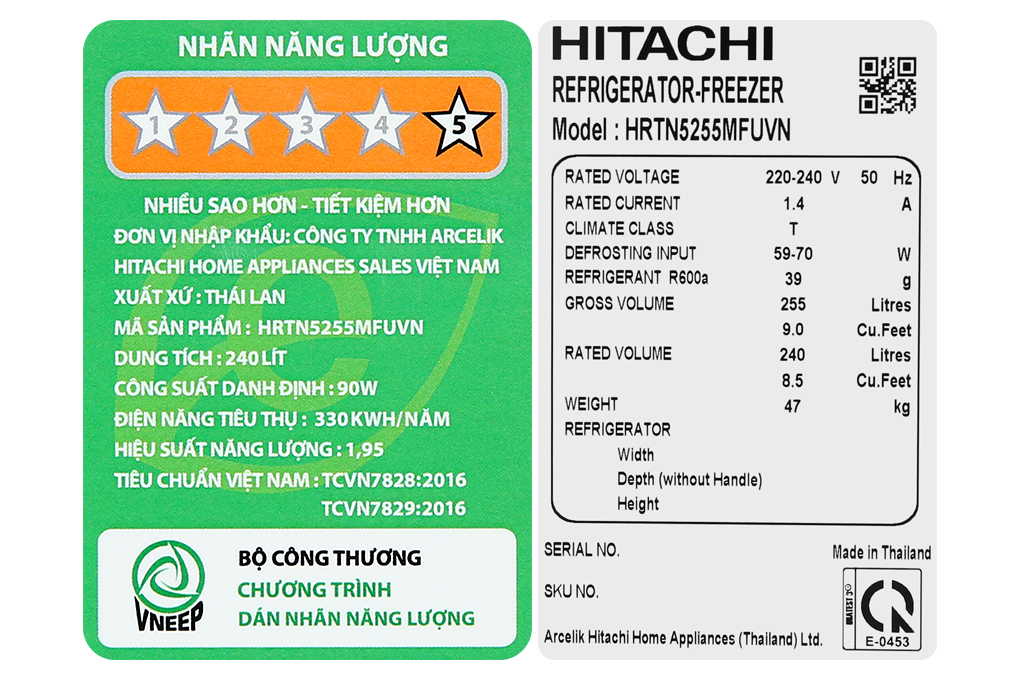 NHÃN NĂNG LƯỢNG
1 2 3 4 5
NHIỀU SAO HƠN - TIẾT KIỆM HƠN
ĐƠN VỊ NHẬP KHẨU: CÔNG TY TNHH ARCELIK
HITACHI HOME APPLIANCES SALES VIỆT NAM
XUẤT XỨ : THÁI LAN
MÃ SẢN PHẨM : HRTN5255MFUVN
DUNG TÍCH : 240 LÍT
CÔNG SUẤT DANH ĐỊNH : 90W
ĐIỆN NĂNG TIÊU THỤ : 330 KWH/NĂM
HIỆU SUẤT NĂNG LƯỢNG : 1,95
TIÊU CHUẨN VIỆT NAM : TCVN7828:2016
TCVN7829:2016
VNEEP
BỘ CÔNG THƯƠNG
CHƯƠNG TRÌNH
DÁN NHÃN NĂNG LƯỢNG
HITACHI
REFRIGERATOR-FREEZER
Model : HRTN5255MFUVN
RATED VOLTAGE 220-240 V 50 Hz
RATED CURRENT 1.4 A
CLIMATE CLASS T
DEFROSTING INPUT 59-70 W
REFRIGERANT R600a 39 g
GROSS VOLUME 255 Litres
9.0 Cu.Feet
RATED VOLUME 240 Litres
8.5 Cu.Feet
WEIGHT 47 kg
REFRIGERATOR
Width
Depth (without Handle)
Height
SERIAL NO. Made in Thailand
SKU NO.
QUATEST 3
E-0453
Arcelik Hitachi Home Appliances (Thailand) Ltd.